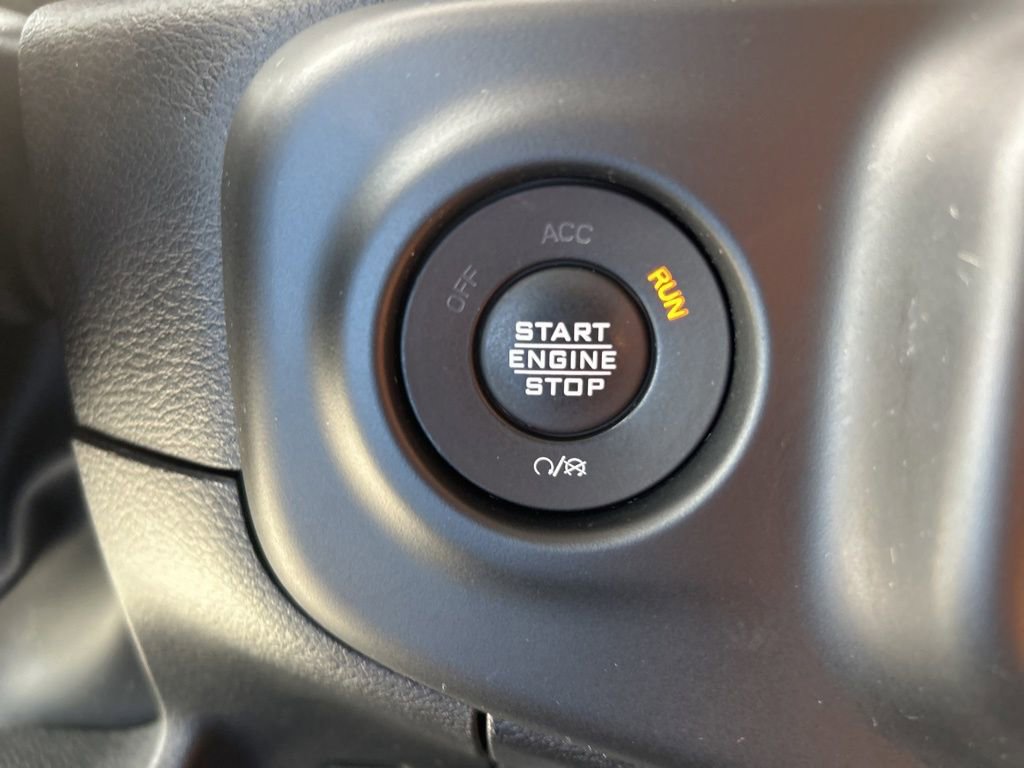 ACC
OFF
RUN
START
ENGINE
STOP